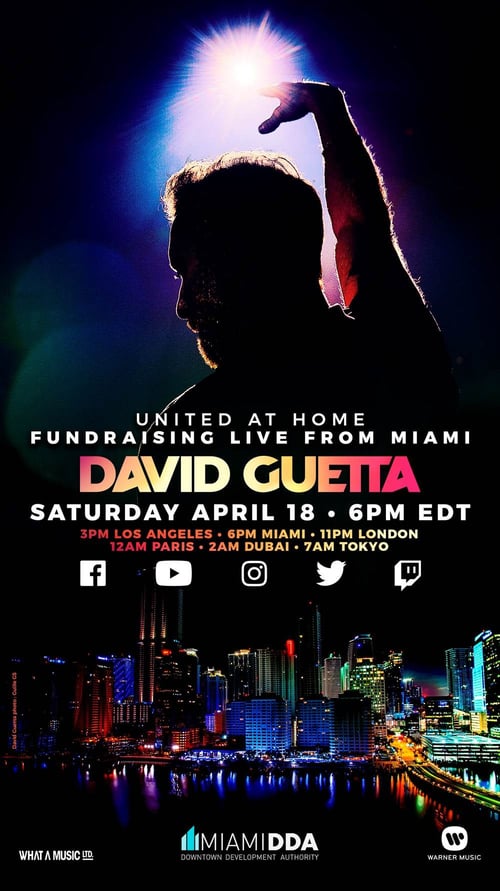 UNITED AT HOME
FUNDRAISING LIVE FROM MIAMI
DAVID GUETTA
SATURDAY APRIL 18 • 6PM EDT
3PM LOS ANGELES • 6PM MIAMI • 11PM LONDON
12AM PARIS • 2AM DUBAI • 7AM TOKYO
WHAT A MUSIC LTD.
MIAMIDDA
DOWNTOWN DEVELOPMENT AUTHORITY
WARNER MUSIC